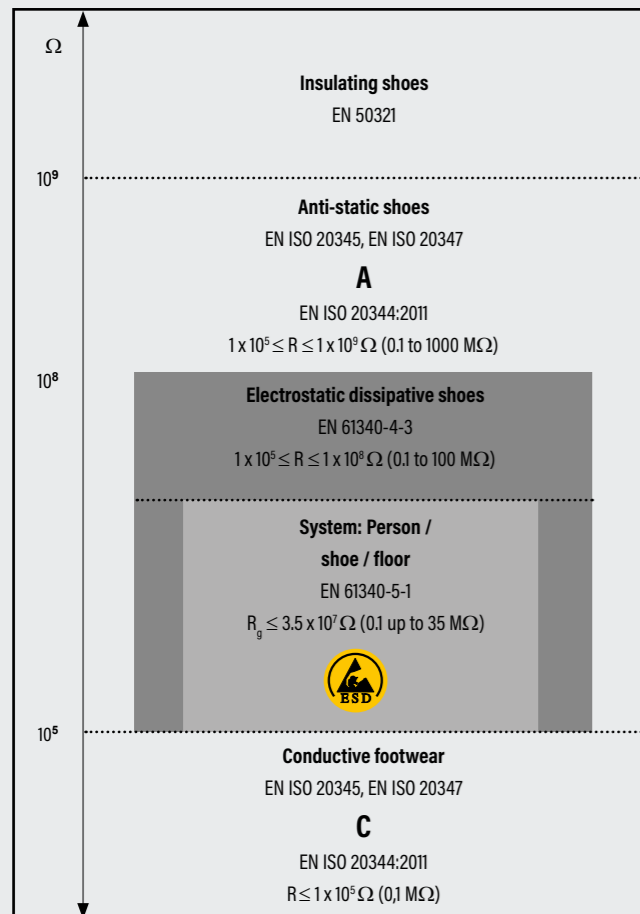 Ω
Insulating shoes
EN 50321
10⁹
Anti-static shoes
EN ISO 20345, EN ISO 20347
A
EN ISO 20344:2011
1 x 10⁵ ≤ R ≤ 1 x 10⁹ Ω (0.1 to 1000 MΩ)
10⁸
Electrostatic dissipative shoes
EN 61340-4-3
1 x 10⁵ ≤ R ≤ 1 x 10⁸ Ω (0.1 to 100 MΩ)
System: Person /
shoe / floor
EN 61340-5-1
R_g ≤ 3.5 x 10⁷ Ω (0.1 up to 35 MΩ)
ESD
10⁵
Conductive footwear
EN ISO 20345, EN ISO 20347
C
EN ISO 20344:2011
R ≤ 1 x 10⁵ Ω (0,1 MΩ)